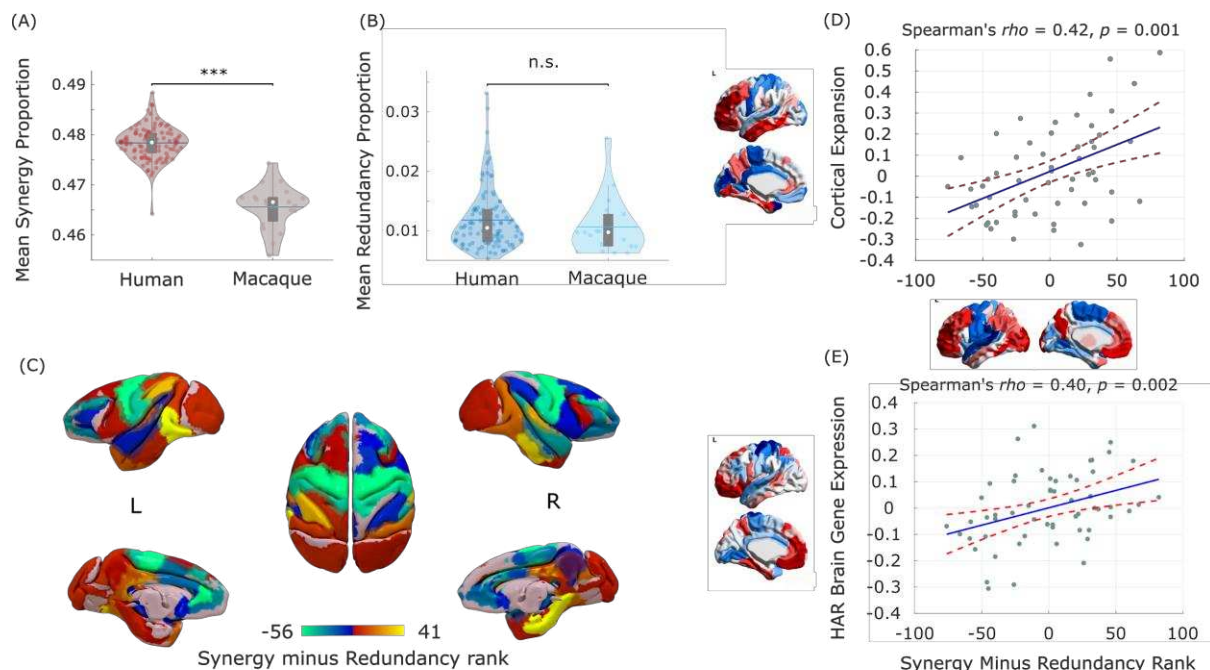 (A)
Mean Synergy Proportion
0.49
0.48
0.47
0.46
***
Human
Macaque
(B)
Mean Redundancy Proportion
0.03
0.02
0.01
n.s.
Human
Macaque
L
(D)
Spearman's rho = 0.42, p = 0.001
Cortical Expansion
0.6
0.5
0.4
0.3
0.2
0.1
0
-0.1
-0.2
-0.3
-0.4
-100 -50 0 50 100
(C)
L
R
-56 41
Synergy minus Redundancy rank
(E)
Spearman's rho = 0.40, p = 0.002
L
HAR Brain Gene Expression
0.4
0.3
0.2
0.1
0
-0.1
-0.2
-0.3
-0.4
-100 -50 0 50 100
Synergy Minus Redundancy Rank